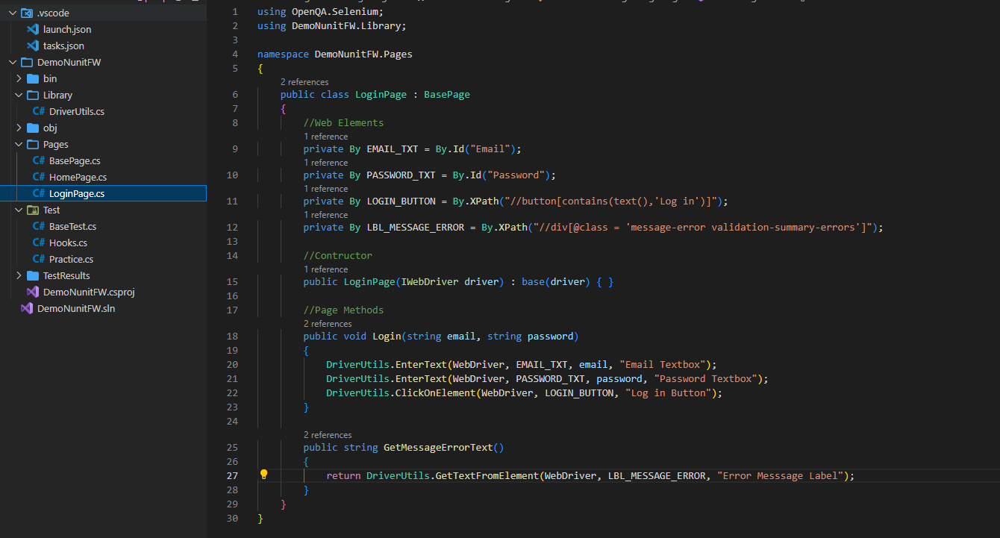 .vscode
launch.json
tasks.json
DemoNunitFW
bin
Library
C# DriverUtils.cs
obj
Pages
C# BasePage.cs
C# HomePage.cs
C# LoginPage.cs
Test
C# BaseTest.cs
C# Hooks.cs
C# Practice.cs
TestResults
DemoNunitFW.csproj
DemoNunitFW.sln
1 using OpenQA.Selenium;
2 using DemoNunitFW.Library;
3
4 namespace DemoNunitFW.Pages
5 {
2 references
6 public class LoginPage : BasePage
7 {
8 //Web Elements
1 reference
9 private By EMAIL_TXT = By.Id("Email");
1 reference
10 private By PASSWORD_TXT = By.Id("Password");
1 reference
11 private By LOGIN_BUTTON = By.XPath("//button[contains(text(),'Log in')]");
1 reference
12 private By LBL_MESSAGE_ERROR = By.XPath("//div[@class = 'message-error validation-summary-errors']");
13
14 //Contructor
1 reference
15 public LoginPage(IWebDriver driver) : base(driver) { }
16
17 //Page Methods
2 references
18 public void Login(string email, string password)
19 {
20 DriverUtils.EnterText(WebDriver, EMAIL_TXT, email, "Email Textbox");
21 DriverUtils.EnterText(WebDriver, PASSWORD_TXT, password, "Password Textbox");
22 DriverUtils.ClickOnElement(WebDriver, LOGIN_BUTTON, "Log in Button");
23 }
24
2 references
25 public string GetMessageErrorText()
26 {
27 return DriverUtils.GetTextFromElement(WebDriver, LBL_MESSAGE_ERROR, "Error Messsage Label");
28 }
29 }
30 }